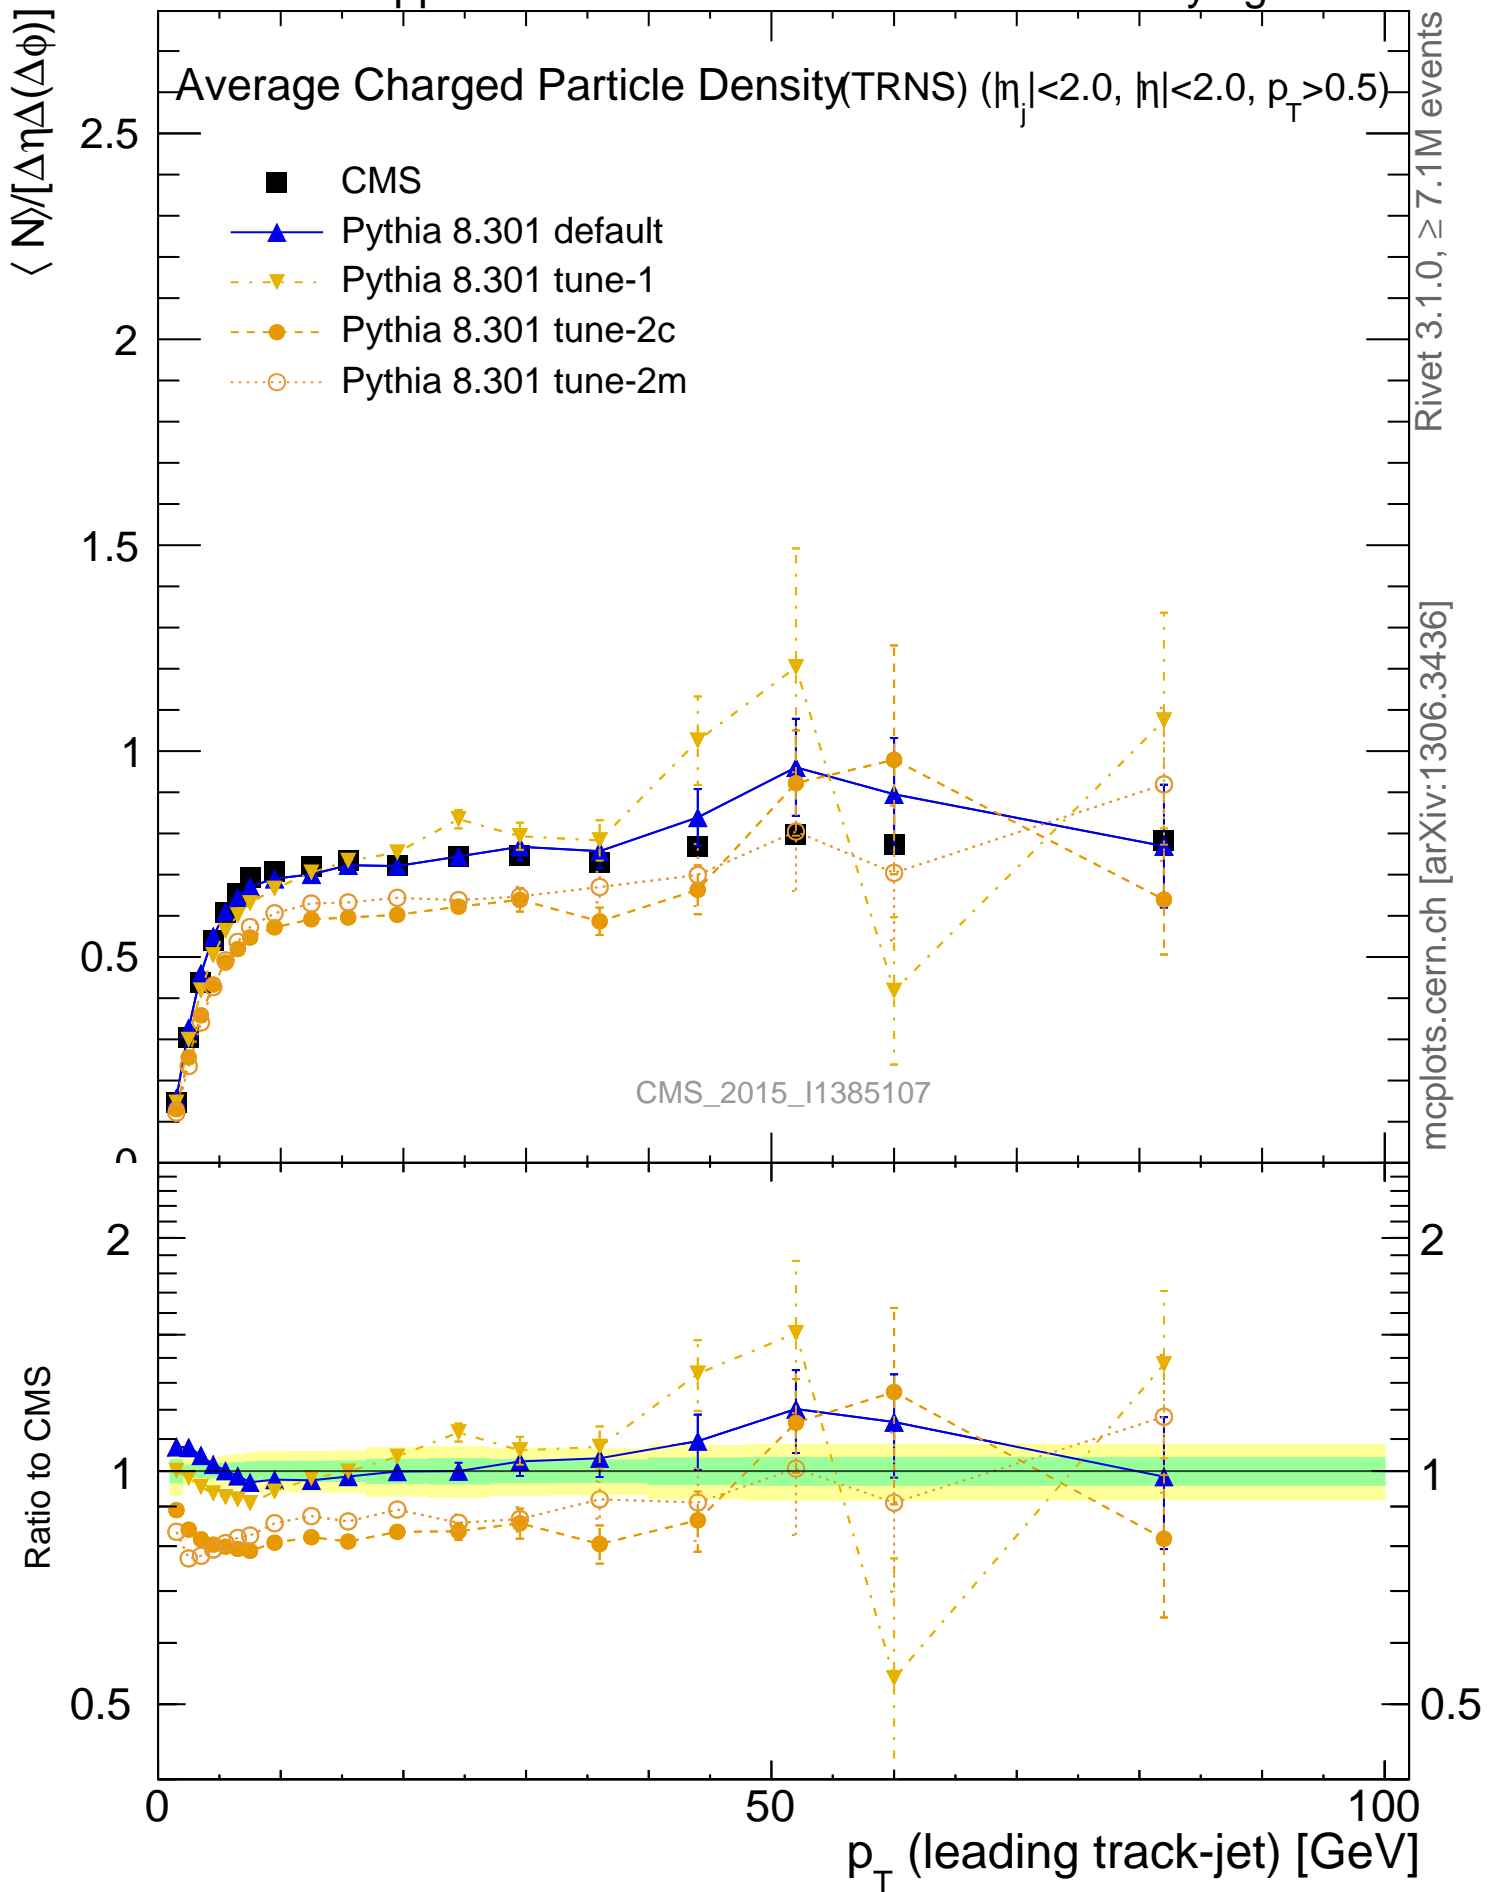 Average Charged Particle Density (TRNS) (|η_j|<2.0, |η|<2.0, p_T>0.5)
⟨ N⟩/[ΔηΔ(Δϕ)]
CMS
Pythia 8.301 default
Pythia 8.301 tune-1
Pythia 8.301 tune-2c
Pythia 8.301 tune-2m
2.5
2
1.5
1
0.5
0
CMS_2015_I1385107
Rivet 3.1.0, ≥ 7.1M events
mcplots.cern.ch [arXiv:1306.3436]
Ratio to CMS
2
1
0.5
2
1
0.5
0
50
100
p_T (leading track-jet) [GeV]